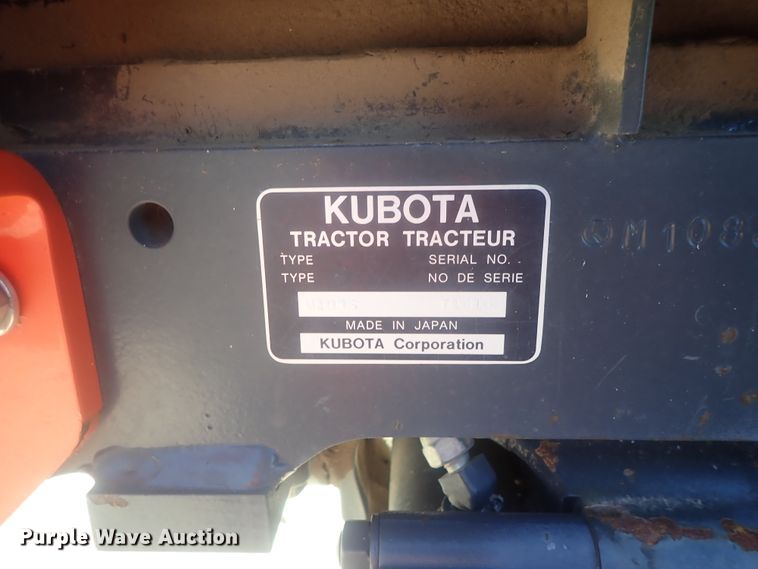 KUBOTA
TRACTOR TRACTEUR
TYPE SERIAL NO.
TYPE NO DE SERIE
MADE IN JAPAN
KUBOTA Corporation
Purple Wave Auction